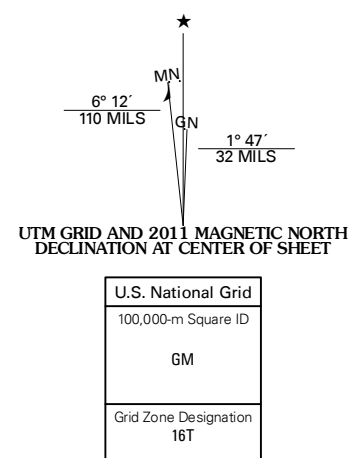 ★
MN.
6° 12´
110 MILS
GN
1° 47´
32 MILS
UTM GRID AND 2011 MAGNETIC NORTH
DECLINATION AT CENTER OF SHEET
U.S. National Grid
100,000-m Square ID
GM
Grid Zone Designation
16T